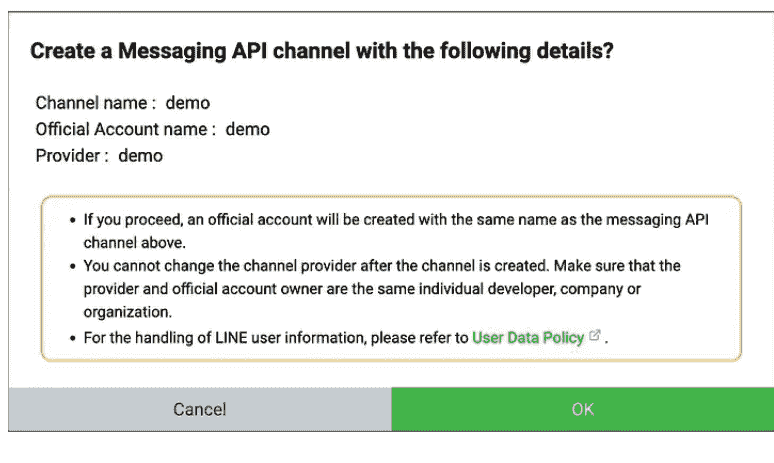 Create a Messaging API channel with the following details?
Channel name : demo
Official Account name : demo
Provider : demo
• If you proceed, an official account will be created with the same name as the messaging API
channel above.
• You cannot change the channel provider after the channel is created. Make sure that the
provider and official account owner are the same individual developer, company or
organization.
• For the handling of LINE user information, please refer to User Data Policy .
Cancel
OK